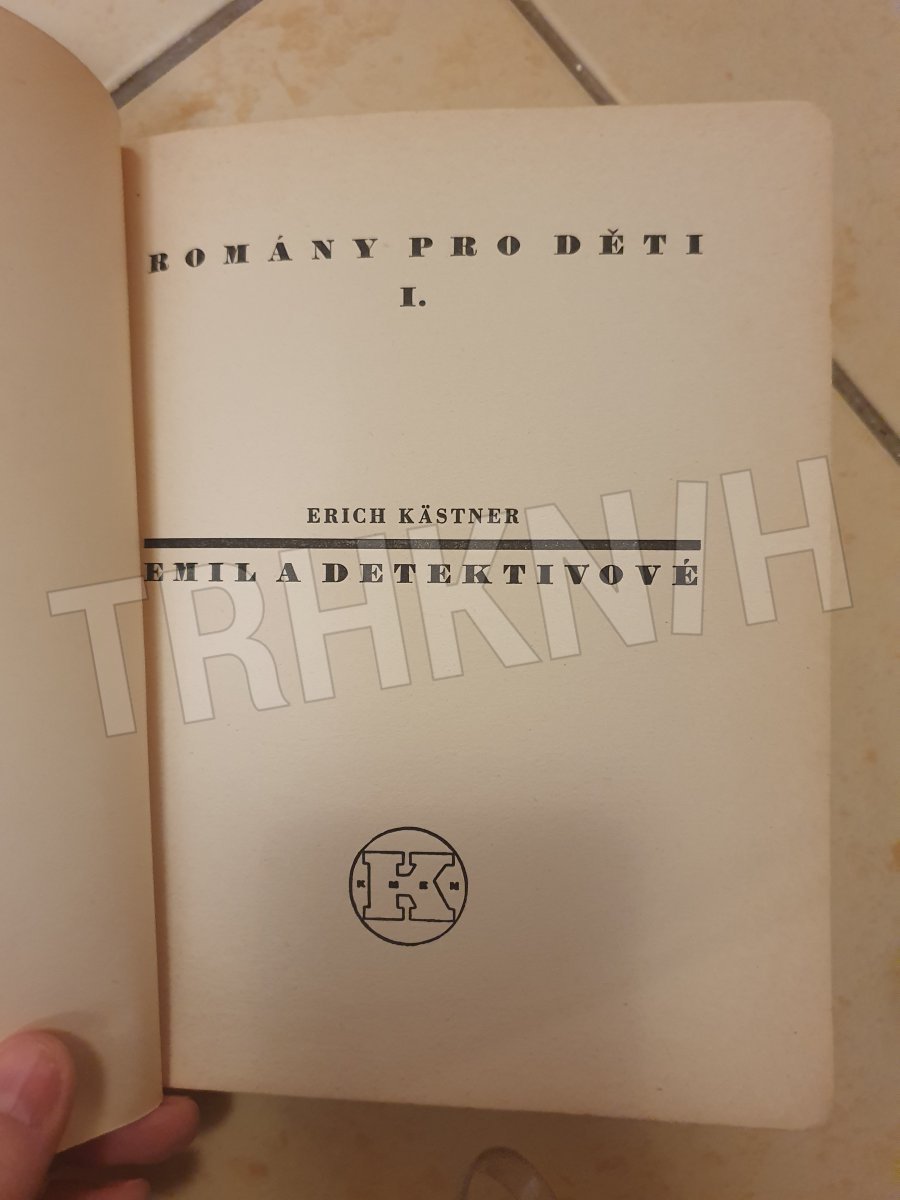 ROMÁNY PRO DĚTI
I.
ERICH KÄSTNER
EMIL A DETEKTIVOVÉ
TRHKNIH
K
K M E N